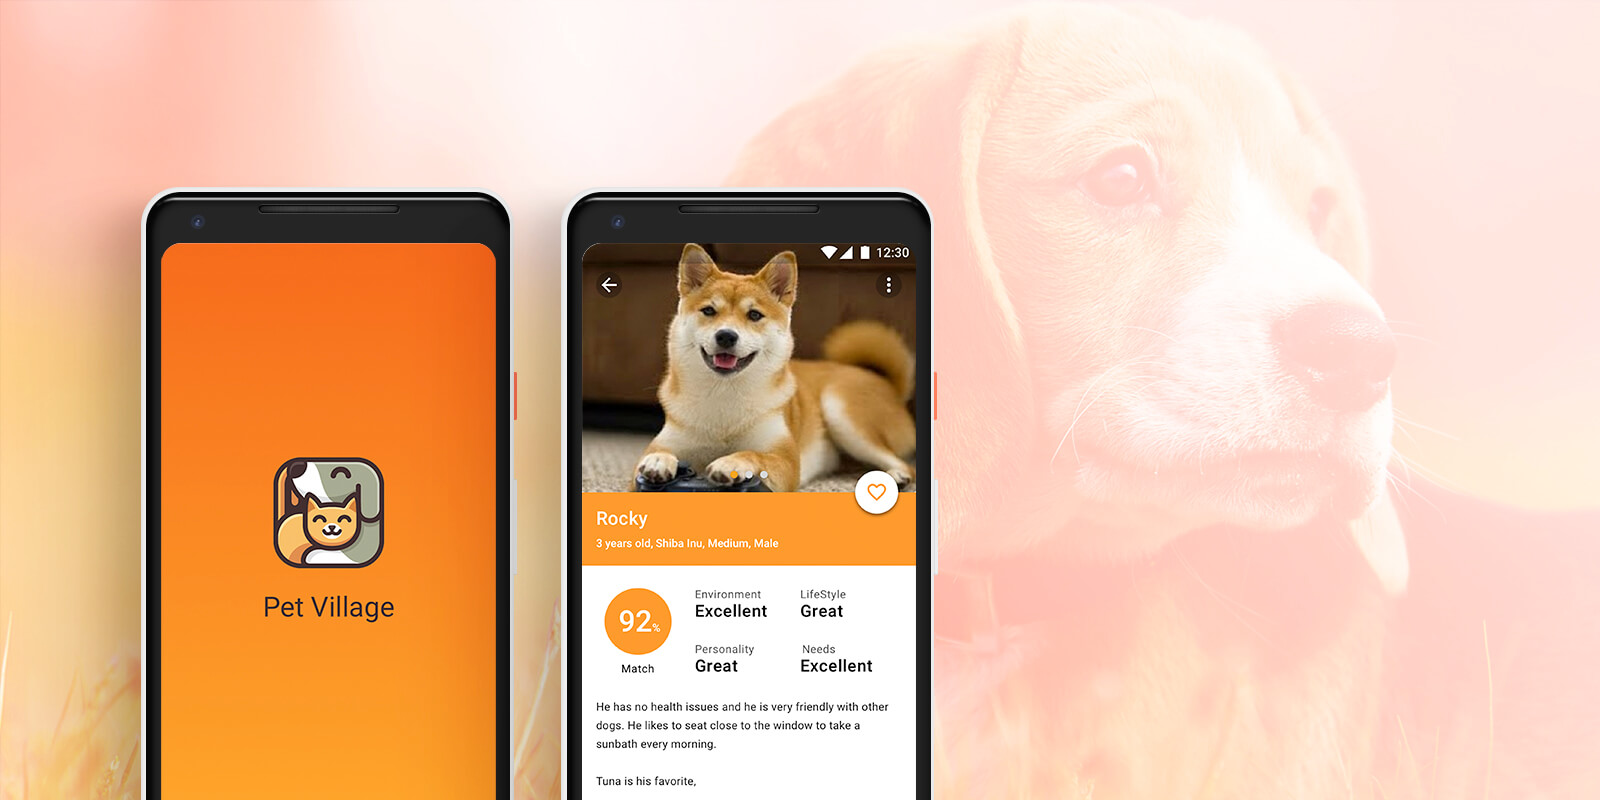 Pet Village
12:30
Rocky
3 years old, Shiba Inu, Medium, Male
92%
Match
Environment
Excellent
LifeStyle
Great
Personality
Great
Needs
Excellent
He has no health issues and he is very friendly with other
dogs. He likes to seat close to the window to take a
sunbath every morning.
Tuna is his favorite,